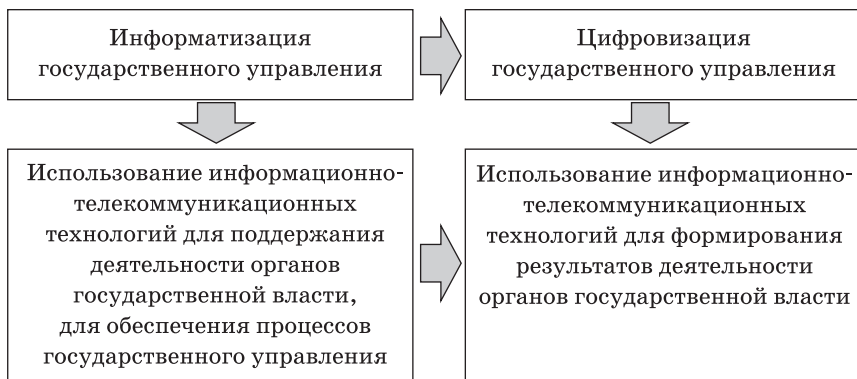 Информатизация
государственного управления
Цифровизация
государственного управления
Использование информационно-
телекоммуникационных
технологий для поддержания
деятельности органов
государственной власти,
для обеспечения процессов
государственного управления
Использование информационно-
телекоммуникационных
технологий для формирования
результатов деятельности
органов государственной власти